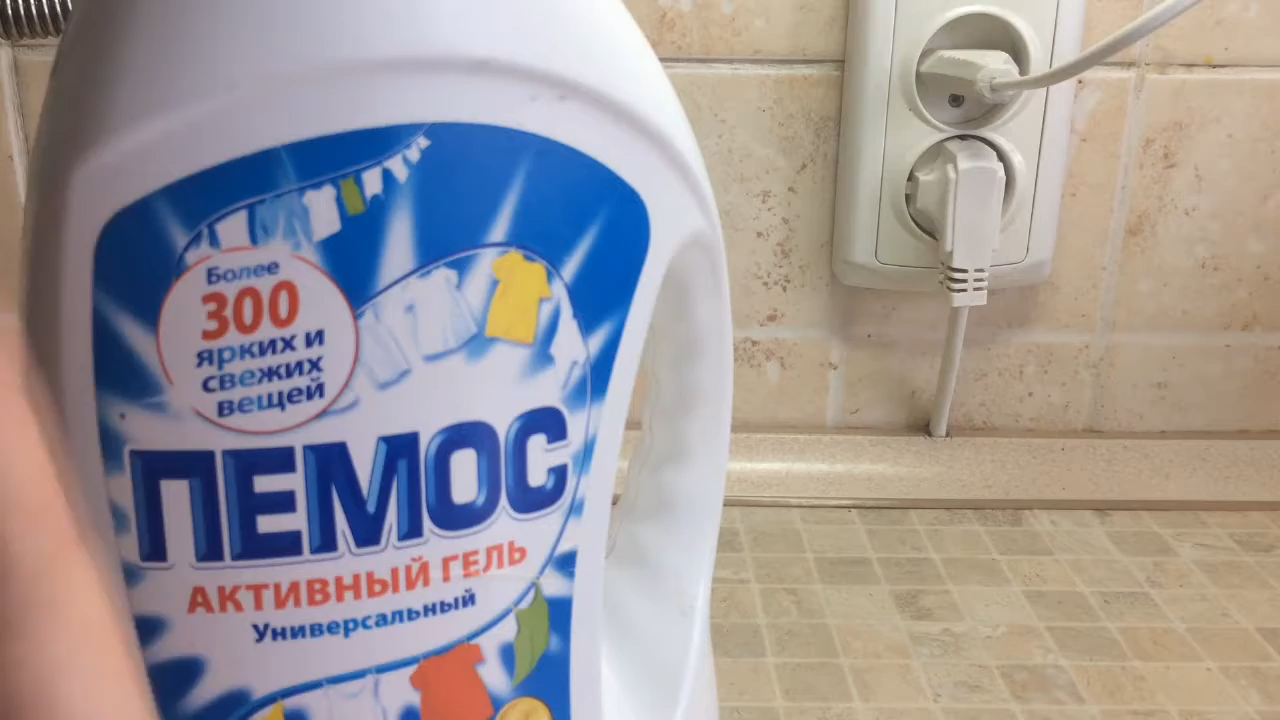 Более
300
ярких и
свежих
вещей
ПЕМОС
АКТИВНЫЙ ГЕЛЬ
Универсальный